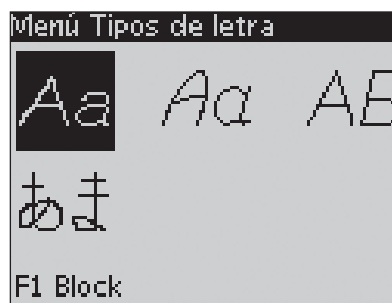 Menú Tipos de letra
Aa Aa AB
あま
F1 Block